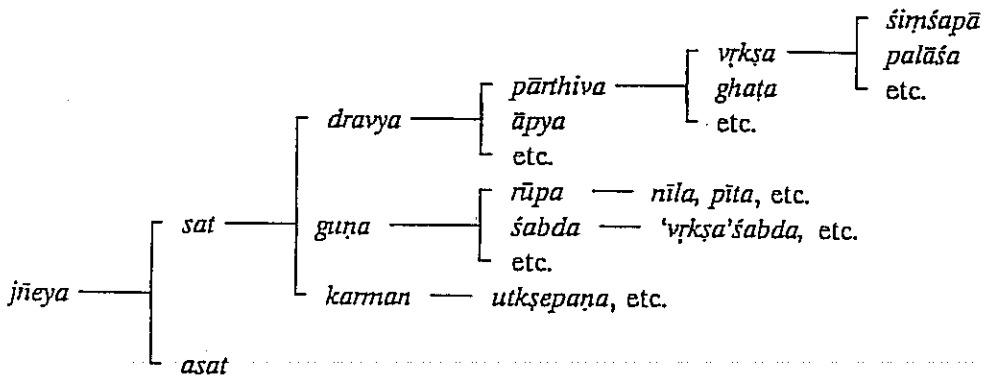 śiṃśapā
vṛkṣa palāśa
pārthiva ghaṭa etc.
dravya āpya etc.
etc.
rūpa nīla, pīta, etc.
sat guṇa śabda ‘vṛkṣa’śabda, etc.
etc.
jñeya karman utkṣepaṇa, etc.
asat